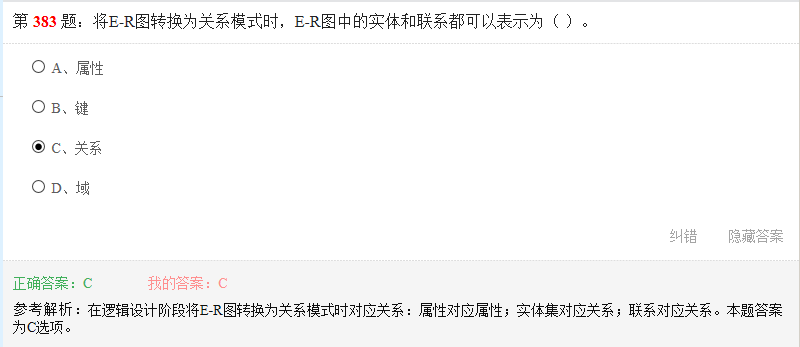 第 383 题：将E-R图转换为关系模式时，E-R图中的实体和联系都可以表示为（ ）。
A、属性
B、键
C、关系
D、域
纠错 隐藏答案
正确答案：C 我的答案：C
参考解析：在逻辑设计阶段将E-R图转换为关系模式时对应关系：属性对应属性；实体集对应关系；联系对应关系。本题答案
为C选项。